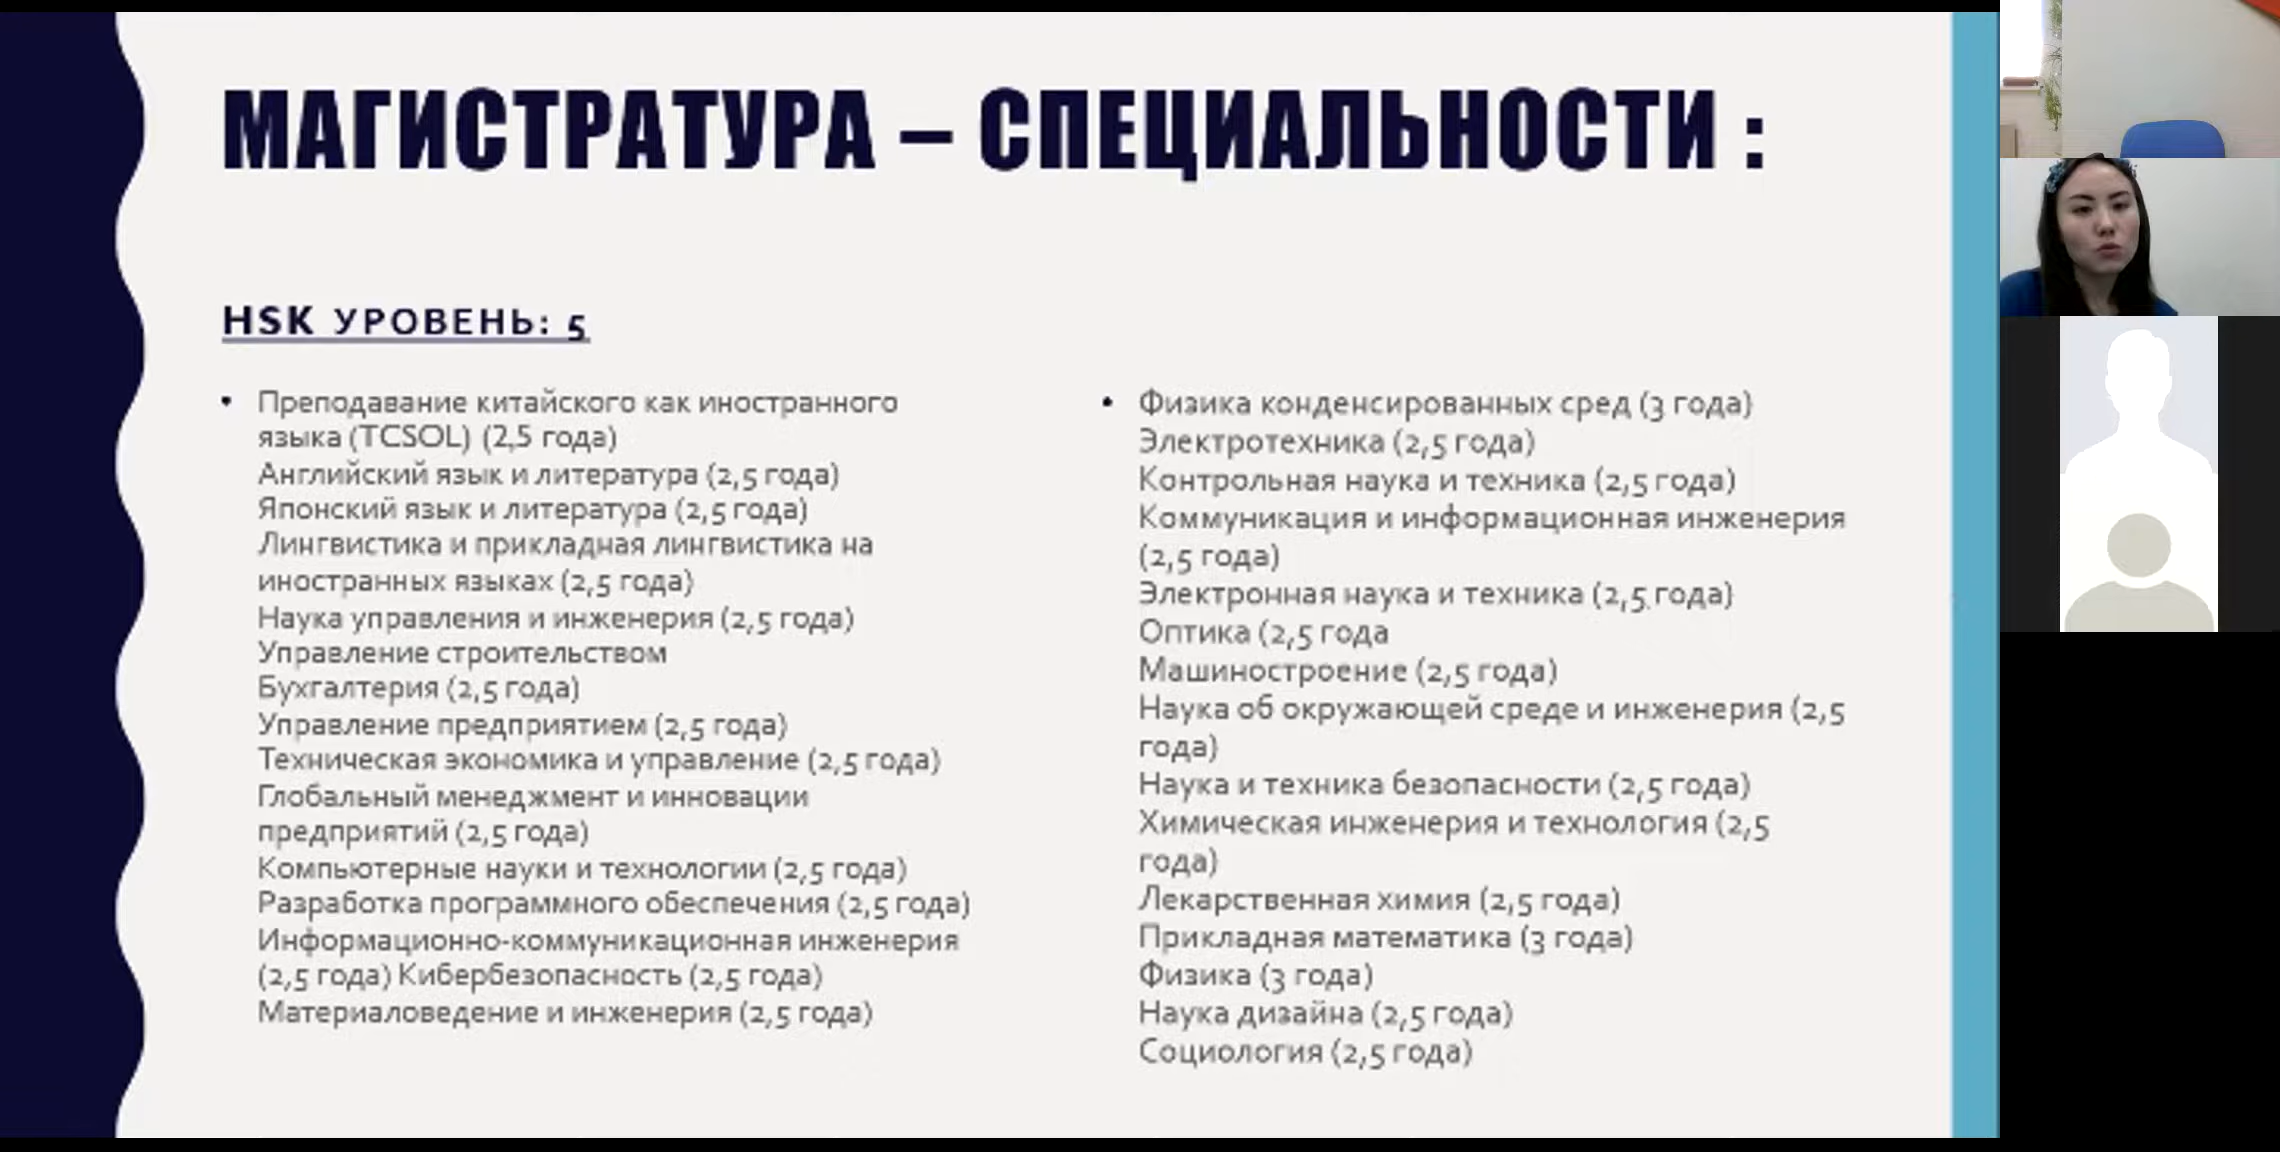 МАГИСТРАТУРА – СПЕЦИАЛЬНОСТИ :
HSK УРОВЕНЬ: 5
• Преподавание китайского как иностранного
языка (TCSOL) (2,5 года)
Английский язык и литература (2,5 года)
Японский язык и литература (2,5 года)
Лингвистика и прикладная лингвистика на
иностранных языках (2,5 года)
Наука управления и инженерия (2,5 года)
Управление строительством
Бухгалтерия (2,5 года)
Управление предприятием (2,5 года)
Техническая экономика и управление (2,5 года)
Глобальный менеджмент и инновации
предприятий (2,5 года)
Компьютерные науки и технологии (2,5 года)
Разработка программного обеспечения (2,5 года)
Информационно-коммуникационная инженерия
(2,5 года) Кибербезопасность (2,5 года)
Материаловедение и инженерия (2,5 года)
• Физика конденсированных сред (3 года)
Электротехника (2,5 года)
Контрольная наука и техника (2,5 года)
Коммуникация и информационная инженерия
(2,5 года)
Электронная наука и техника (2,5 года)
Оптика (2,5 года
Машиностроение (2,5 года)
Наука об окружающей среде и инженерия (2,5
года)
Наука и техника безопасности (2,5 года)
Химическая инженерия и технология (2,5
года)
Лекарственная химия (2,5 года)
Прикладная математика (3 года)
Физика (3 года)
Наука дизайна (2,5 года)
Социология (2,5 года)